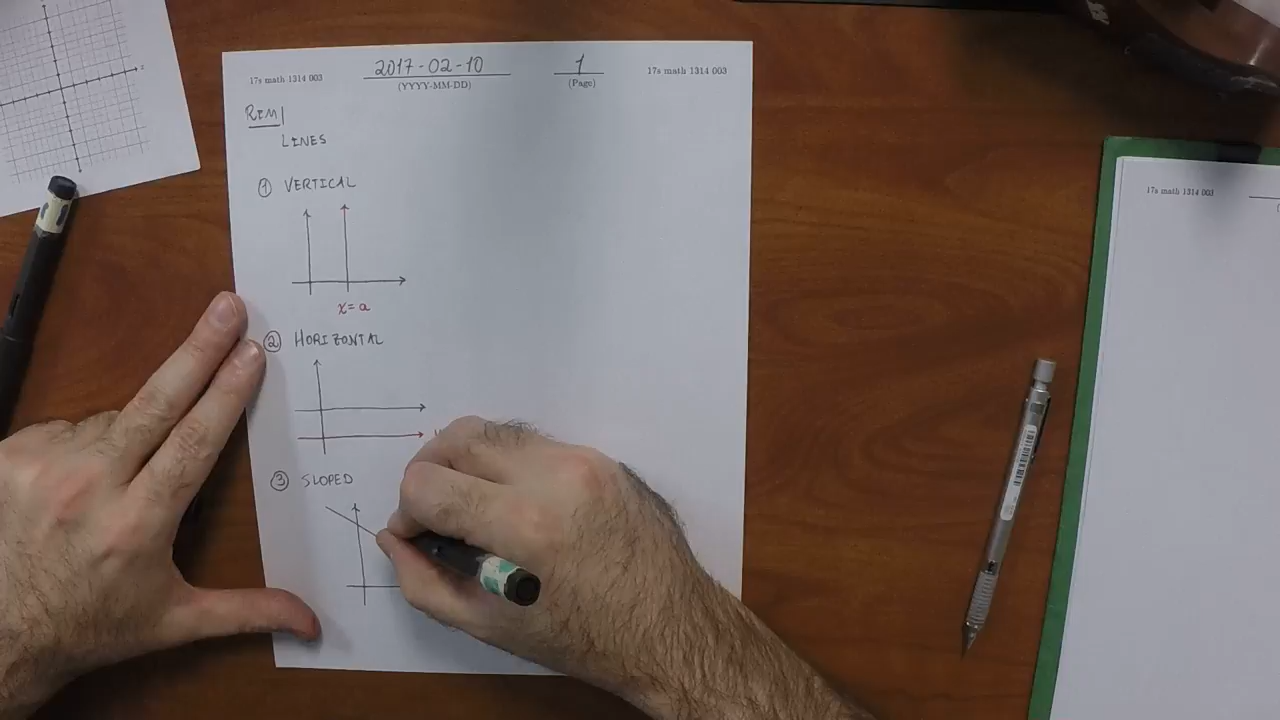 17s math 1314 003
2017-02-10
(YYYY-MM-DD)
1
(Page)
17s math 1314 003
REM
LINES
① VERTICAL
x=a
② HORIZONTAL
③ SLOPED
17s math 1314 003